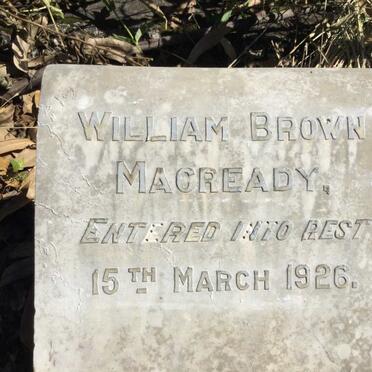 WILLIAM BROWN
MACREADY,
ENTERED INTO REST
15TH MARCH 1926.